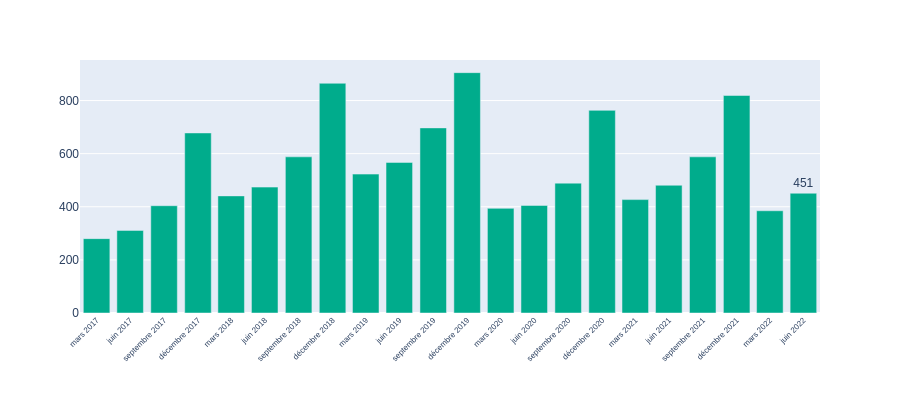 800
600
400
200
0
451
mars 2017
juin 2017
septembre 2017
décembre 2017
mars 2018
juin 2018
septembre 2018
décembre 2018
mars 2019
juin 2019
septembre 2019
décembre 2019
mars 2020
juin 2020
septembre 2020
décembre 2020
mars 2021
juin 2021
septembre 2021
décembre 2021
mars 2022
juin 2022